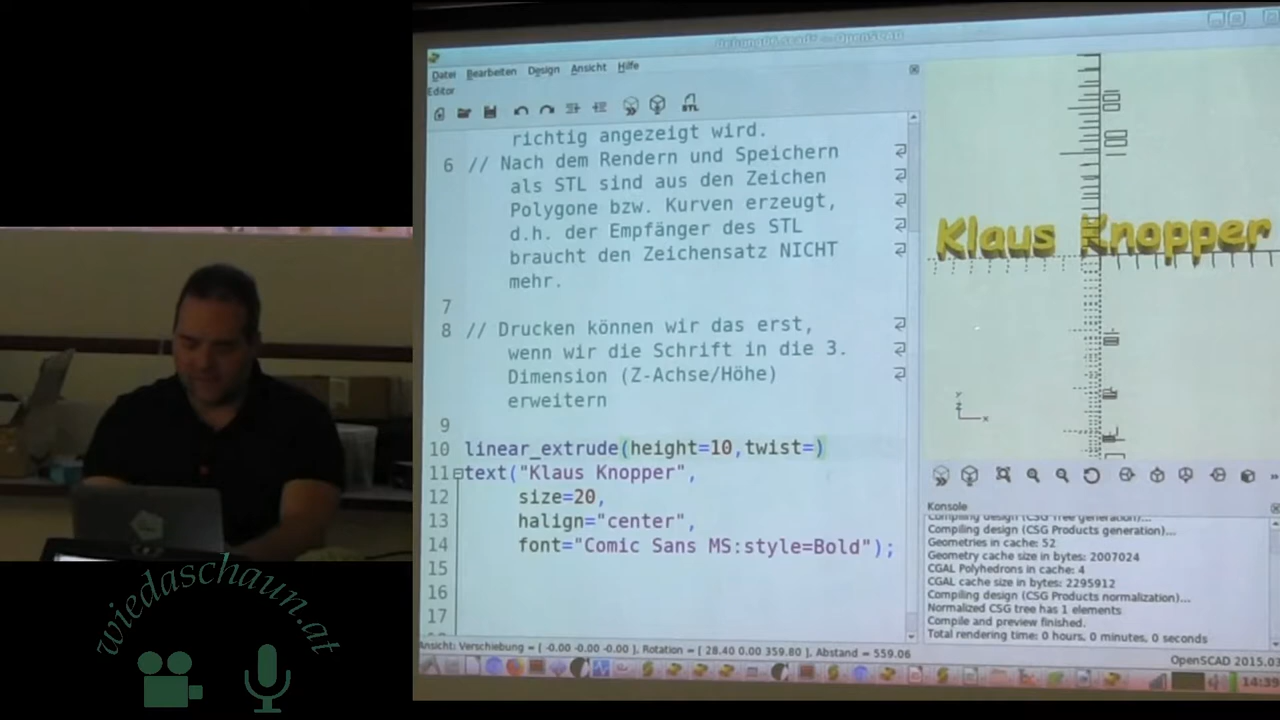 OpenSCAD
Datei Bearbeiten Design Ansicht Hilfe
Editor
STL
richtig angezeigt wird.
6 // Nach dem Rendern und Speichern
als STL sind aus den Zeichen
Polygone bzw. Kurven erzeugt,
d.h. der Empfänger des STL
braucht den Zeichensatz NICHT
mehr.
7
8 // Drucken können wir das erst,
wenn wir die Schrift in die 3.
Dimension (Z-Achse/Höhe)
erweitern
9
10 linear_extrude(height=10,twist=)
11 text("Klaus Knopper",
12 size=20,
13 halign="center",
14 font="Comic Sans MS:style=Bold");
15
16
17
Ansicht: Verschiebung = [ -0.00 -0.00 -0.00 ], Rotation = [ 28.40 0.00 359.80 ], Abstand = 559.06
Klaus Knopper
y
z
x
Konsole
Compiling design (CSG Tree generation)...
Compiling design (CSG Products generation)...
Geometries in cache: 52
Geometry cache size in bytes: 2007024
CGAL Polyhedrons in cache: 4
CGAL cache size in bytes: 2295912
Compiling design (CSG Products normalization)...
Normalized CSG tree has 1 elements
Compile and preview finished.
Total rendering time: 0 hours, 0 minutes, 0 seconds
OpenSCAD 2015.03
14:39
wiedaschaun.at